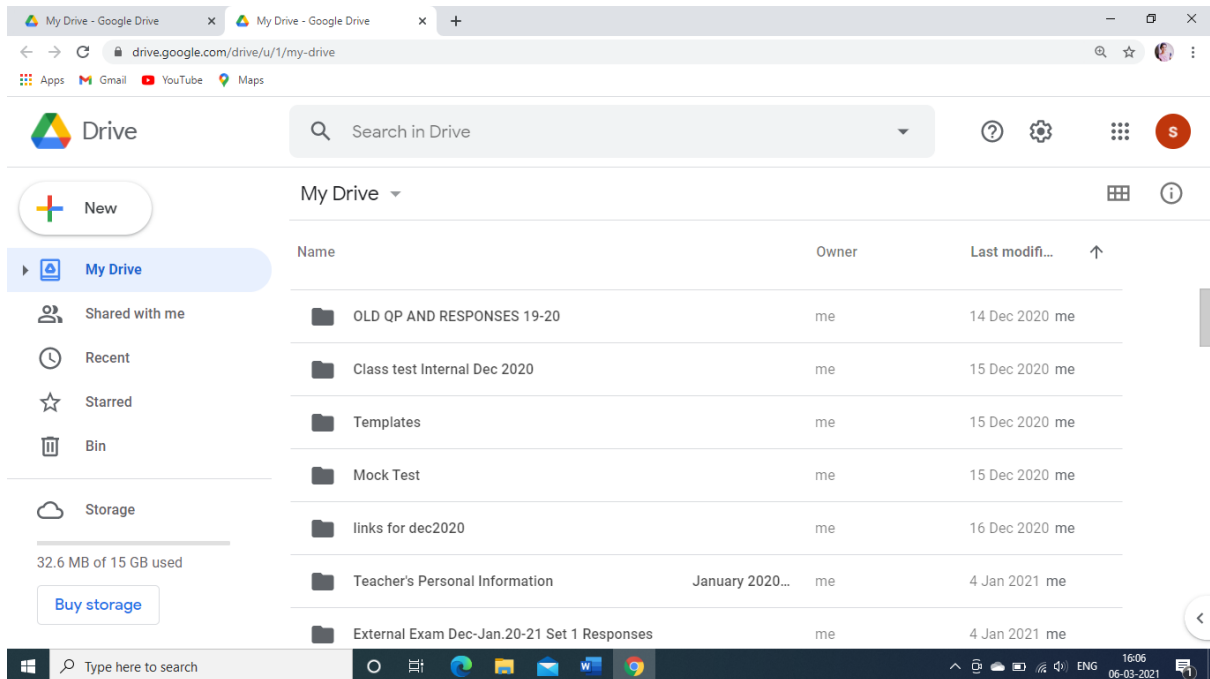 My Drive - Google Drive
My Drive - Google Drive
drive.google.com/drive/u/1/my-drive
Apps Gmail YouTube Maps
Drive
Search in Drive
S
New
My Drive
Name Owner Last modifi...
My Drive
Shared with me
Recent
Starred
Bin
Storage
32.6 MB of 15 GB used
Buy storage
OLD QP AND RESPONSES 19-20 me 14 Dec 2020 me
Class test Internal Dec 2020 me 15 Dec 2020 me
Templates me 15 Dec 2020 me
Mock Test me 15 Dec 2020 me
links for dec2020 me 16 Dec 2020 me
Teacher's Personal Information January 2020... me 4 Jan 2021 me
External Exam Dec-Jan.20-21 Set 1 Responses me 4 Jan 2021 me
Type here to search
W
ENG
16:06
06-03-2021
1